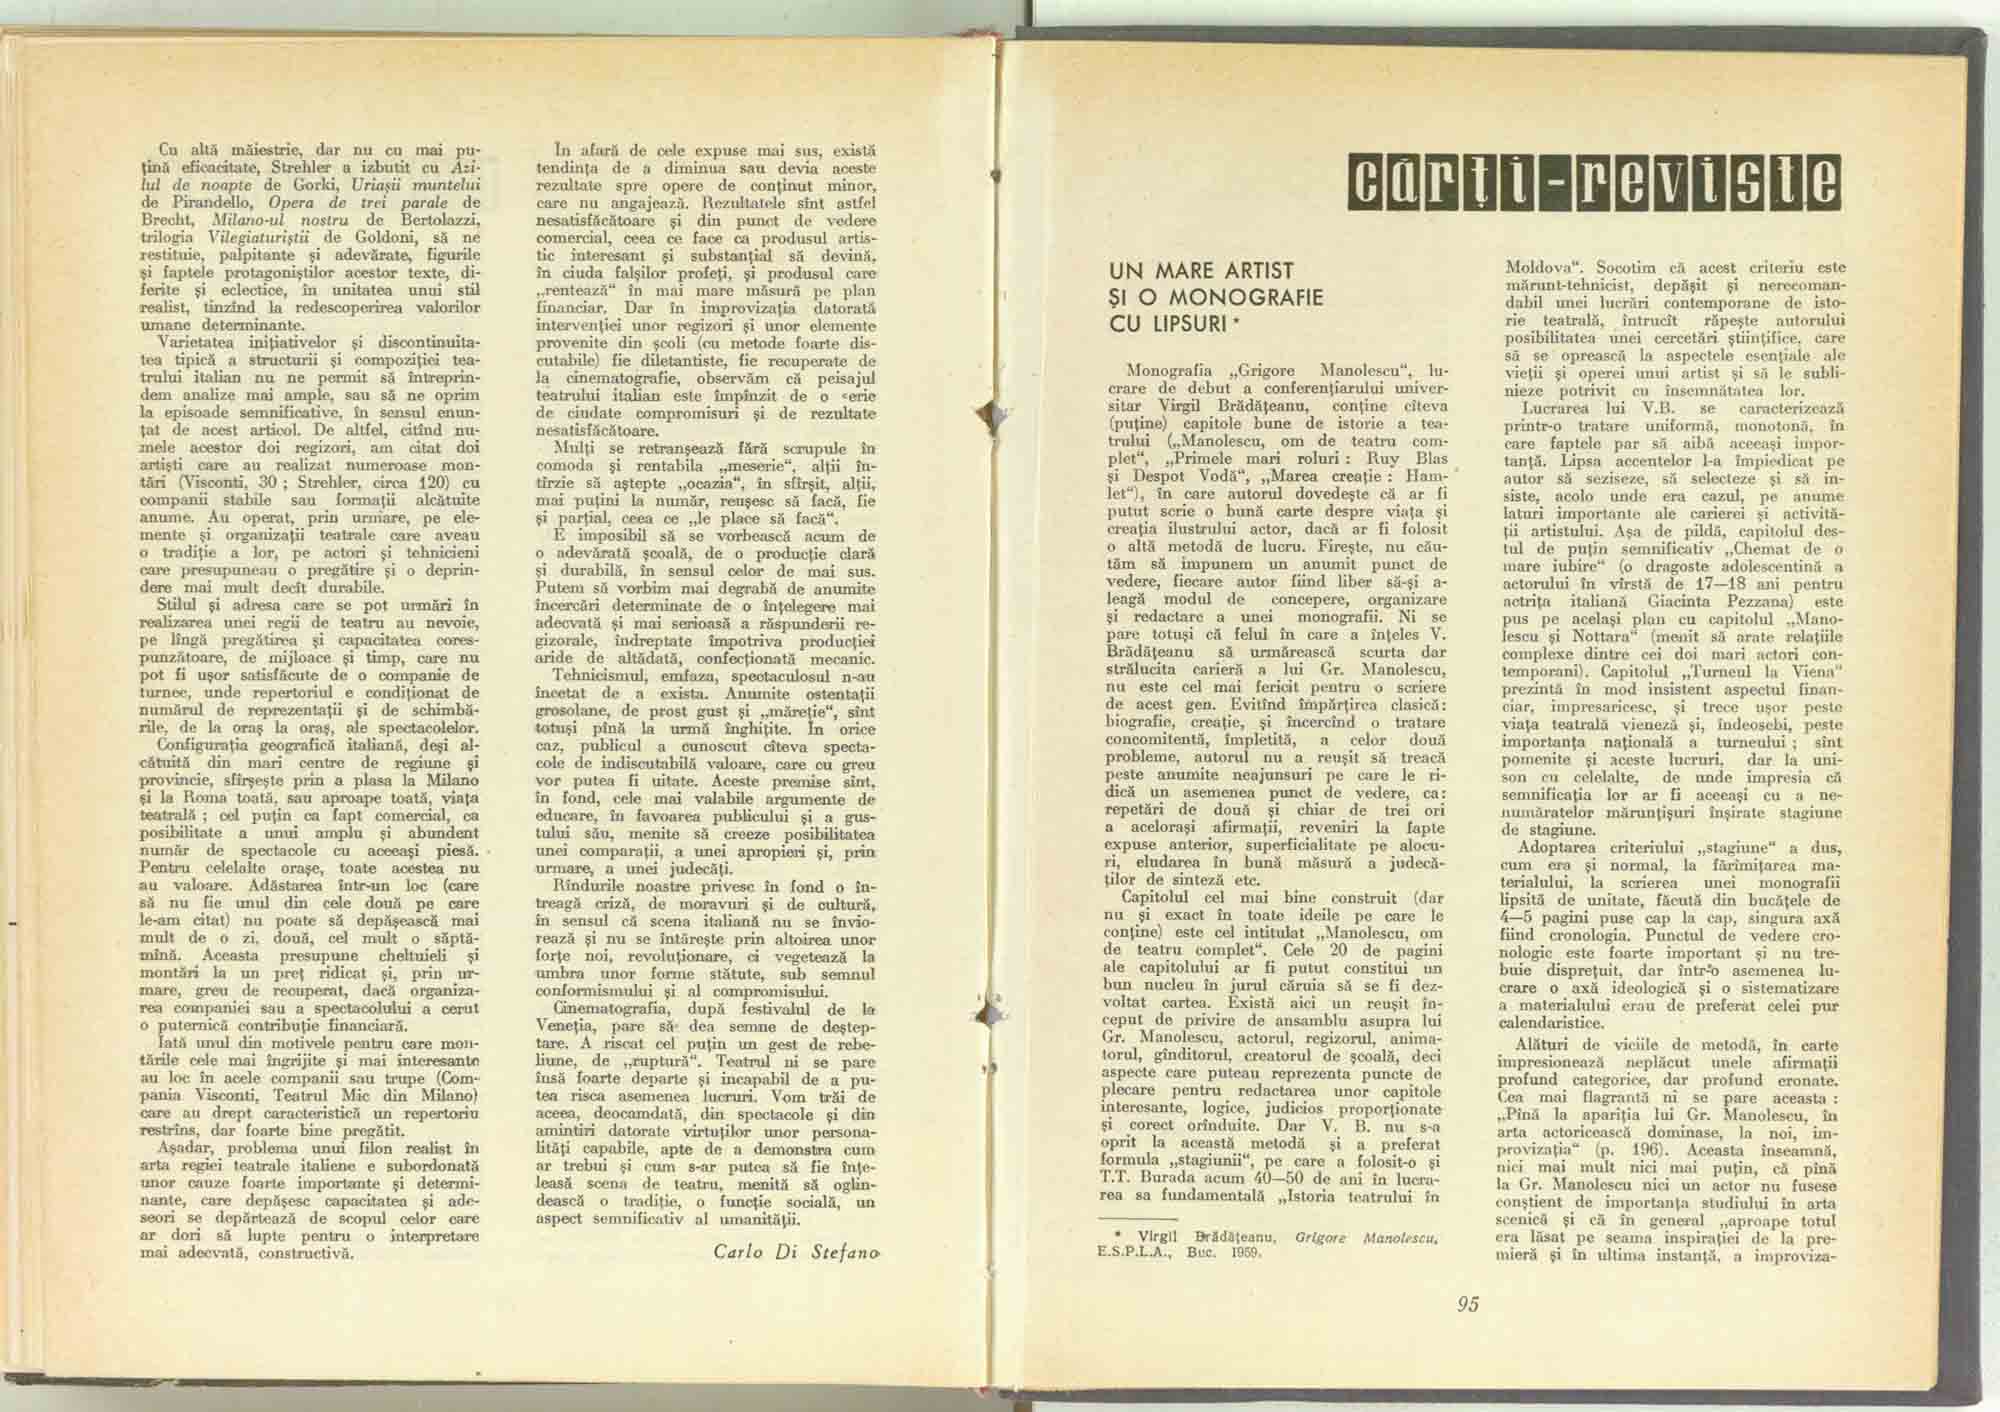 Cu altă măiestrie, dar nu cu mai pu-
țină eficacitate, Strehler a izbutit cu Azi-
lul de noapte de Gorki, Uriașii muntelui
de Pirandello, Opera de trei parale de
Brecht, Milano-ul nostru de Bertolazzi,
trilogia Vilegiaturiștii de Goldoni, să ne
restituie, palpitante și adevărate, figurile
și faptele protagoniștilor acestor texte, di-
ferite și eclectice, în unitatea unui stil
realist, tinzînd la redescoperirea valorilor
umane determinante.
Varietatea inițiativelor și discontinuita-
tea tipică a structurii și compoziției tea-
trului italian nu ne permit să întreprin-
dem analize mai ample, sau să ne oprim
la episoade semnificative, în sensul enun-
țat de acest articol. De altfel, citînd nu-
mele acestor doi regizori, am citat doi
artiști care au realizat numeroase mon-
tări (Visconti, 30 ; Strehler, circa 120) cu
companii stabile sau formații alcătuite
anume. Au operat, prin urmare, pe ele-
mente și organizații teatrale care aveau
o tradiție a lor, pe actori și tehnicieni
care presupuneau o pregătire și o deprin-
dere mai mult decît durabile.
Stilul și adresa care se pot urmări în
realizarea unei regii de teatru au nevoie,
pe lîngă pregătirea și capacitatea cores-
punzătoare, de mijloace și timp, care nu
pot fi ușor satisfăcute de o companie de
turnee, unde repertoriul e condiționat de
numărul de reprezentații și de schimbă-
rile, de la oraș la oraș, ale spectacolelor.
Configurația geografică italiană, deși al-
cătuită din mari centre de regiune și
provincie, sfîrșește prin a plasa la Milano
și la Roma toată, sau aproape toată, viața
teatrală ; cel puțin ca fapt comercial, ca
posibilitate a unui amplu și abundent
număr de spectacole cu aceeași piesă.
Pentru celelalte orașe, toate acestea nu
au valoare. Adăstarea într-un loc (care
să nu fie unul din cele două pe care
le-am citat) nu poate să depășească mai
mult de o zi, două, cel mult o săptă-
mînă. Aceasta presupune cheltuieli și
montări la un preț ridicat și, prin ur-
mare, greu de recuperat, dacă organiza-
rea companiei sau a spectacolului a cerut
o puternică contribuție financiară.
Iată unul din motivele pentru care mon-
tările cele mai îngrijite și mai interesante
au loc în acele companii sau trupe (Com-
pania Visconti, Teatrul Mic din Milano)
care au drept caracteristică un repertoriu
restrîns, dar foarte bine pregătit.
Așadar, problema unui filon realist în
arta regiei teatrale italiene e subordonată
unor cauze foarte importante și determi-
nante, care depășesc capacitatea și ade-
seori se depărtează de scopul celor care
ar dori să lupte pentru o interpretare
mai adecvată, constructivă.
În afară de cele expuse mai sus, există
tendința de a diminua sau devia aceste
rezultate spre opere de conținut minor,
care nu angajează. Rezultatele sînt astfel
nesatisfăcătoare și din punct de vedere
comercial, ceea ce face ca produsul artis-
tic interesant și substanțial să devină,
în ciuda falșilor profeți, și produsul care
„rentează“ în mai mare măsură pe plan
financiar. Dar în improvizația datorată
intervenției unor regizori și unor elemente
provenite din școli (cu metode foarte dis-
cutabile) fie diletantiste, fie recuperate de
la cinematografie, observăm că peisajul
teatrului italian este împînzit de o serie
de ciudate compromisuri și de rezultate
nesatisfăcătoare.
Mulți se retranșează fără scrupule în
comoda și rentabila „meserie“, alții în-
tîrzie să aștepte „ocazia“, în sfîrșit, alții,
mai puțini la număr, reușesc să facă, fie
și parțial, ceea ce „le place să facă“.
E imposibil să se vorbească acum de
o adevărată școală, de o producție clară
și durabilă, în sensul celor de mai sus.
Putem să vorbim mai degrabă de anumite
încercări determinate de o înțelegere mai
adecvată și mai serioasă a răspunderii re-
gizorale, îndreptate împotriva producției
aride de altădată, confecționată mecanic.
Tehnicismul, emfaza, spectaculosul n-au
încetat de a exista. Anumite ostentații
grosolane, de prost gust și „măreție“, sînt
totuși pînă la urmă înghițite. În orice
caz, publicul a cunoscut cîteva specta-
cole de indiscutabilă valoare, care cu greu
vor putea fi uitate. Aceste premise sînt,
în fond, cele mai valabile argumente de
educare, în favoarea publicului și a gus-
tului său, menite să creeze posibilitatea
unei comparații, a unei apropieri și, prin
urmare, a unei judecăți.
Rîndurile noastre privesc în fond o în-
treagă criză, de moravuri și de cultură,
în sensul că scena italiană nu se învio-
rează și nu se întărește prin altoirea unor
forțe noi, revoluționare, ci vegetează la
umbra unor forme stătute, sub semnul
conformismului și al compromisului.
Cinematografia, după festivalul de la
Veneția, pare să dea semne de deștep-
tare. A riscat cel puțin un gest de rebe-
liune, de „ruptură“. Teatrul ni se pare
însă foarte departe și incapabil de a pu-
tea risca asemenea lucruri. Vom trăi de
aceea, deocamdată, din spectacole și din
amintiri datorate virtuților unor persona-
lități capabile, apte de a demonstra cum
ar trebui și cum s-ar putea să fie înțe-
leasă scena de teatru, menită să oglin-
dească o tradiție, o funcție socială, un
aspect semnificativ al umanității.
Carlo Di Stefano
cărți-reviste
UN MARE ARTIST
ȘI O MONOGRAFIE
CU LIPSURI *
Monografia „Grigore Manolescu“, lu-
crare de debut a conferențiarului univer-
sitar Virgil Brădățeanu, conține cîteva
(puține) capitole bune de istorie a tea-
trului („Manolescu, om de teatru com-
plet“, „Primele mari roluri : Ruy Blas
și Despot Vodă“, „Marea creație : Ham-
let“), în care autorul dovedește că ar fi
putut scrie o bună carte despre viața și
creația ilustrului actor, dacă ar fi folosit
o altă metodă de lucru. Firește, nu cău-
tăm să impunem un anumit punct de
vedere, fiecare autor fiind liber să-și a-
leagă modul de concepere, organizare
și redactare a unei monografii. Ni se
pare totuși că felul în care a înțeles V.
Brădățeanu să urmărească scurta dar
strălucita carieră a lui Gr. Manolescu,
nu este cel mai fericit pentru o scriere
de acest gen. Evitînd împărțirea clasică:
biografie, creație, și încercînd o tratare
concomitentă, împletită, a celor două
probleme, autorul nu a reușit să treacă
peste anumite neajunsuri pe care le ri-
dică un asemenea punct de vedere, ca:
repetări de două și chiar de trei ori
a acelorași afirmații, reveniri la fapte
expuse anterior, superficialitate pe alocu-
ri, eludarea în bună măsură a judecă-
ților de sinteză etc.
Capitolul cel mai bine construit (dar
nu și exact în toate ideile pe care le
conține) este cel intitulat „Manolescu, om
de teatru complet“. Cele 20 de pagini
ale capitolului ar fi putut constitui un
bun nucleu în jurul căruia să se fi dez-
voltat cartea. Există aici un reușit în-
ceput de privire de ansamblu asupra lui
Gr. Manolescu, actorul, regizorul, anima-
torul, gînditorul, creatorul de școală, deci
aspecte care puteau reprezenta puncte de
plecare pentru redactarea unor capitole
interesante, logice, judicios proporționate
și corect orînduite. Dar V. B. nu s-a
oprit la această metodă și a preferat
formula „stagiunii“, pe care a folosit-o și
T.T. Burada acum 40—50 de ani în lucra-
rea sa fundamentală „Istoria teatrului în
* Virgil Brădățeanu, Grigore Manolescu,
E.S.P.L.A., Buc. 1959.
Moldova“. Socotim că acest criteriu este
mărunt-tehnicist, depășit și nerecoman-
dabil unei lucrări contemporane de isto-
rie teatrală, întrucît răpește autorului
posibilitatea unei cercetări științifice, care
să se oprească la aspectele esențiale ale
vieții și operei unui artist și să le subli-
nieze potrivit cu însemnătatea lor.
Lucrarea lui V.B. se caracterizează
printr-o tratare uniformă, monotonă, în
care faptele par să aibă aceeași impor-
tanță. Lipsa accentelor l-a împiedicat pe
autor să seziseze, să selecteze și să in-
siste, acolo unde era cazul, pe anume
laturi importante ale carierei și activită-
ții artistului. Așa de pildă, capitolul des-
tul de puțin semnificativ „Chemat de o
mare iubire“ (o dragoste adolescentină a
actorului în vîrstă de 17—18 ani pentru
actrița italiană Giacinta Pezzana) este
pus pe același plan cu capitolul „Mano-
lescu și Nottara“ (menit să arate relațiile
complexe dintre cei doi mari actori con-
temporani). Capitolul „Turneul la Viena“
prezintă în mod insistent aspectul finan-
ciar, impresaricesc, și trece ușor peste
viața teatrală vieneză și, îndeosebi, peste
importanța națională a turneului ; sînt
pomenite și aceste lucruri, dar la uni-
son cu celelalte, de unde impresia că
semnificația lor ar fi aceeași cu a ne-
număratelor mărunțișuri înșirate stagiune
de stagiune.
Adoptarea criteriului „stagiune“ a dus,
cum era și normal, la fărîmițarea ma-
terialului, la scrierea unei monografii
lipsită de unitate, făcută din bucățele de
4—5 pagini puse cap la cap, singura axă
fiind cronologia. Punctul de vedere cro-
nologic este foarte important și nu tre-
buie disprețuit, dar într-o asemenea lu-
crare o axă ideologică și o sistematizare
a materialului erau de preferat celei pur
calendaristice.
Alături de viciile de metodă, în carte
impresionează neplăcut unele afirmații
profund categorice, dar profund eronate.
Cea mai flagrantă ni se pare aceasta :
„Pînă la apariția lui Gr. Manolescu, în
arta actoricească dominase, la noi, im-
provizația“ (p. 196). Aceasta înseamnă,
nici mai mult nici mai puțin, că pînă
la Gr. Manolescu nici un actor nu fusese
conștient de importanța studiului în arta
scenică și că în general „aproape totul
era lăsat pe seama inspirației de la pre-
mieră și în ultima instanță, a improviza-
95